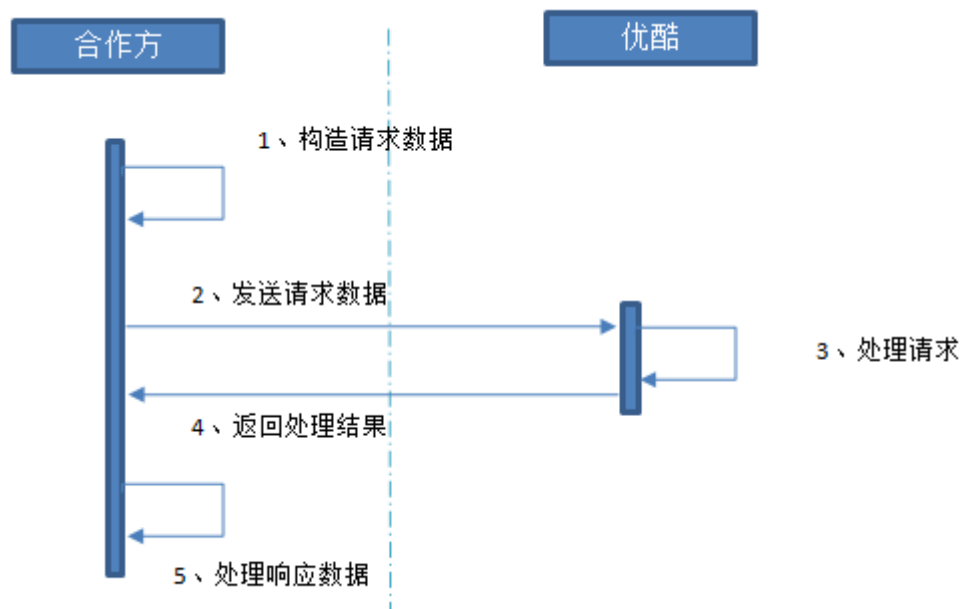 合作方
优酷
1、构造请求数据
2、发送请求数据
3、处理请求
4、返回处理结果
5、处理响应数据